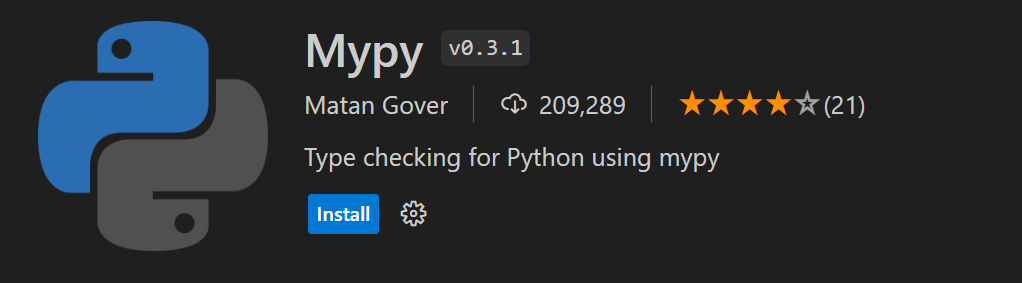 Mypy v0.3.1
Matan Gover 209,289 (21)
Type checking for Python using mypy
Install